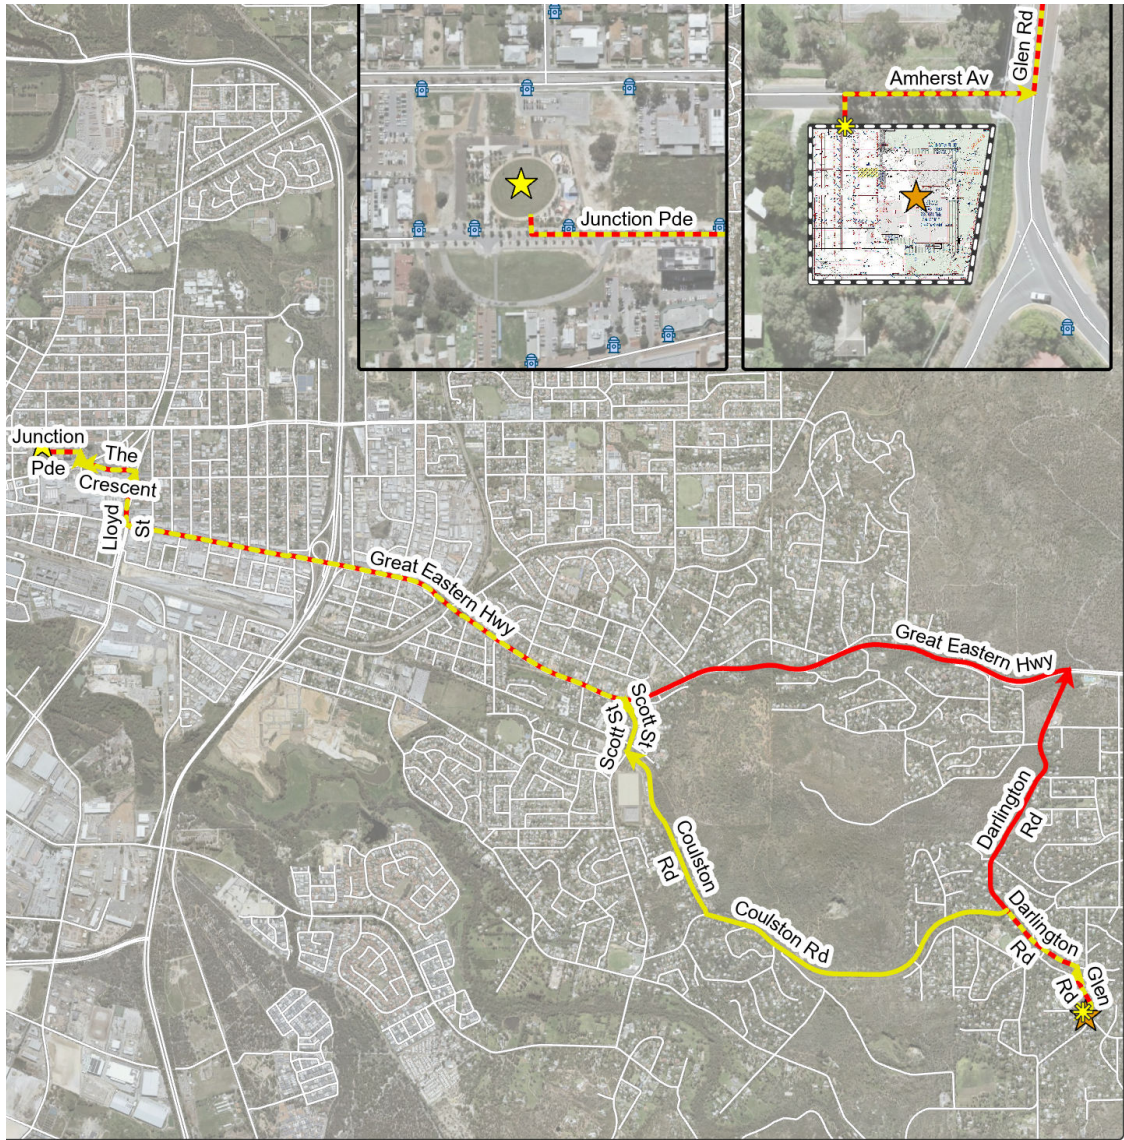 Amherst Av
Glen Rd
Junction Pde
Junction
Pde
The
Crescent
Lloyd
St
Great Eastern Hwy
Great Eastern Hwy
Scott St
Scott St
Darlington
Rd
Coulston
Rd
Coulston Rd
Darlington
Rd
Glen
Rd